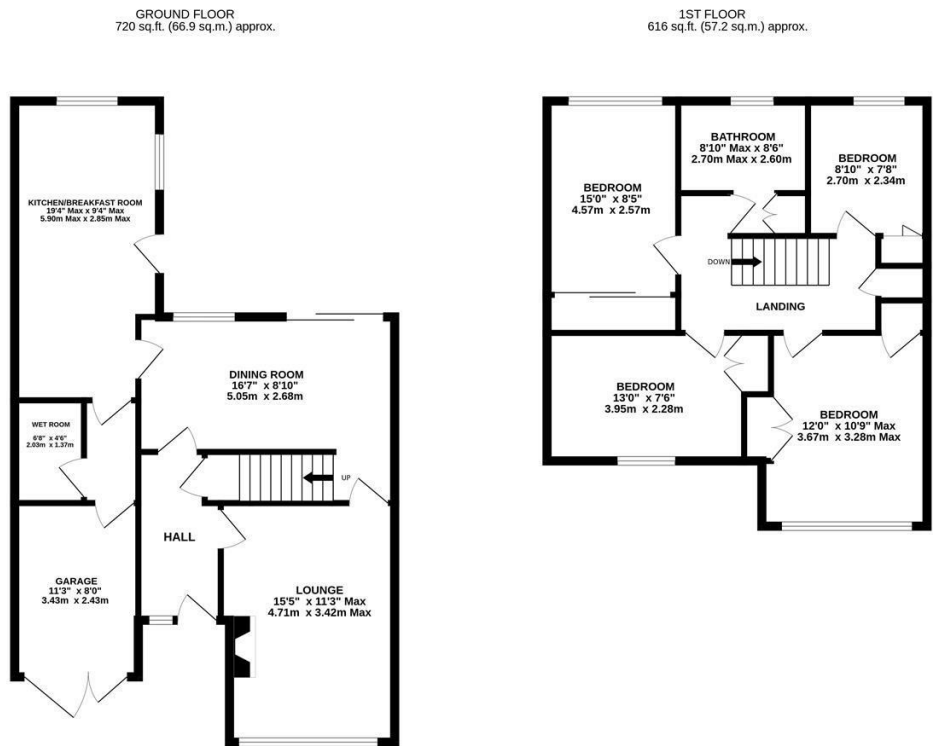 GROUND FLOOR
720 sq.ft. (66.9 sq.m.) approx.
KITCHEN/BREAKFAST ROOM
19'4" Max x 9'4" Max
5.90m Max x 2.85m Max
DINING ROOM
16'7" x 8'10"
5.05m x 2.68m
WET ROOM
6'8" x 4'6"
2.03m x 1.37m
UP
HALL
GARAGE
11'3" x 8'0"
3.43m x 2.43m
LOUNGE
15'5" x 11'3" Max
4.71m x 3.42m Max
1ST FLOOR
616 sq.ft. (57.2 sq.m.) approx.
BEDROOM
15'0" x 8'5"
4.57m x 2.57m
BATHROOM
8'10" Max x 8'6"
2.70m Max x 2.60m
BEDROOM
8'10" x 7'8"
2.70m x 2.34m
DOWN
LANDING
BEDROOM
13'0" x 7'6"
3.95m x 2.28m
BEDROOM
12'0" x 10'9" Max
3.67m x 3.28m Max